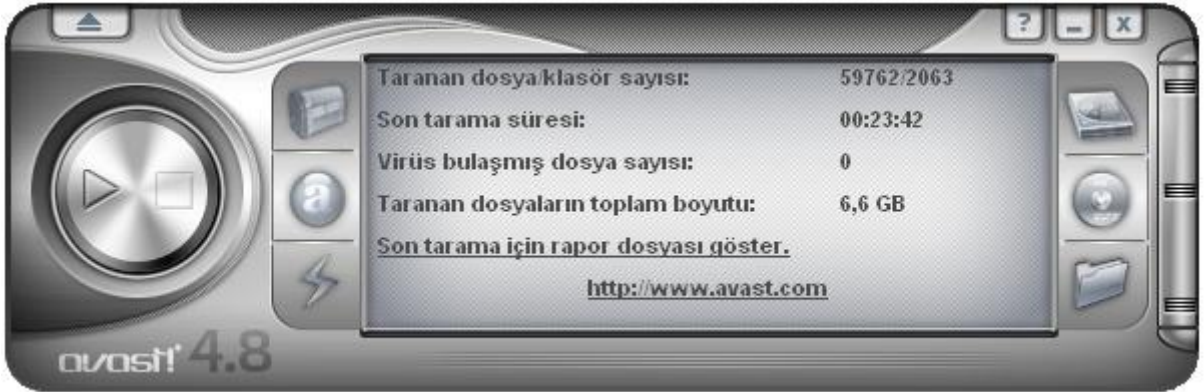 ? _ x
Taranan dosya/klasör sayısı: 59762/2063
Son tarama süresi: 00:23:42
Virüs bulaşmış dosya sayısı: 0
Taranan dosyaların toplam boyutu: 6,6 GB
Son tarama için rapor dosyası göster.
http://www.avast.com
a
avast! 4.8